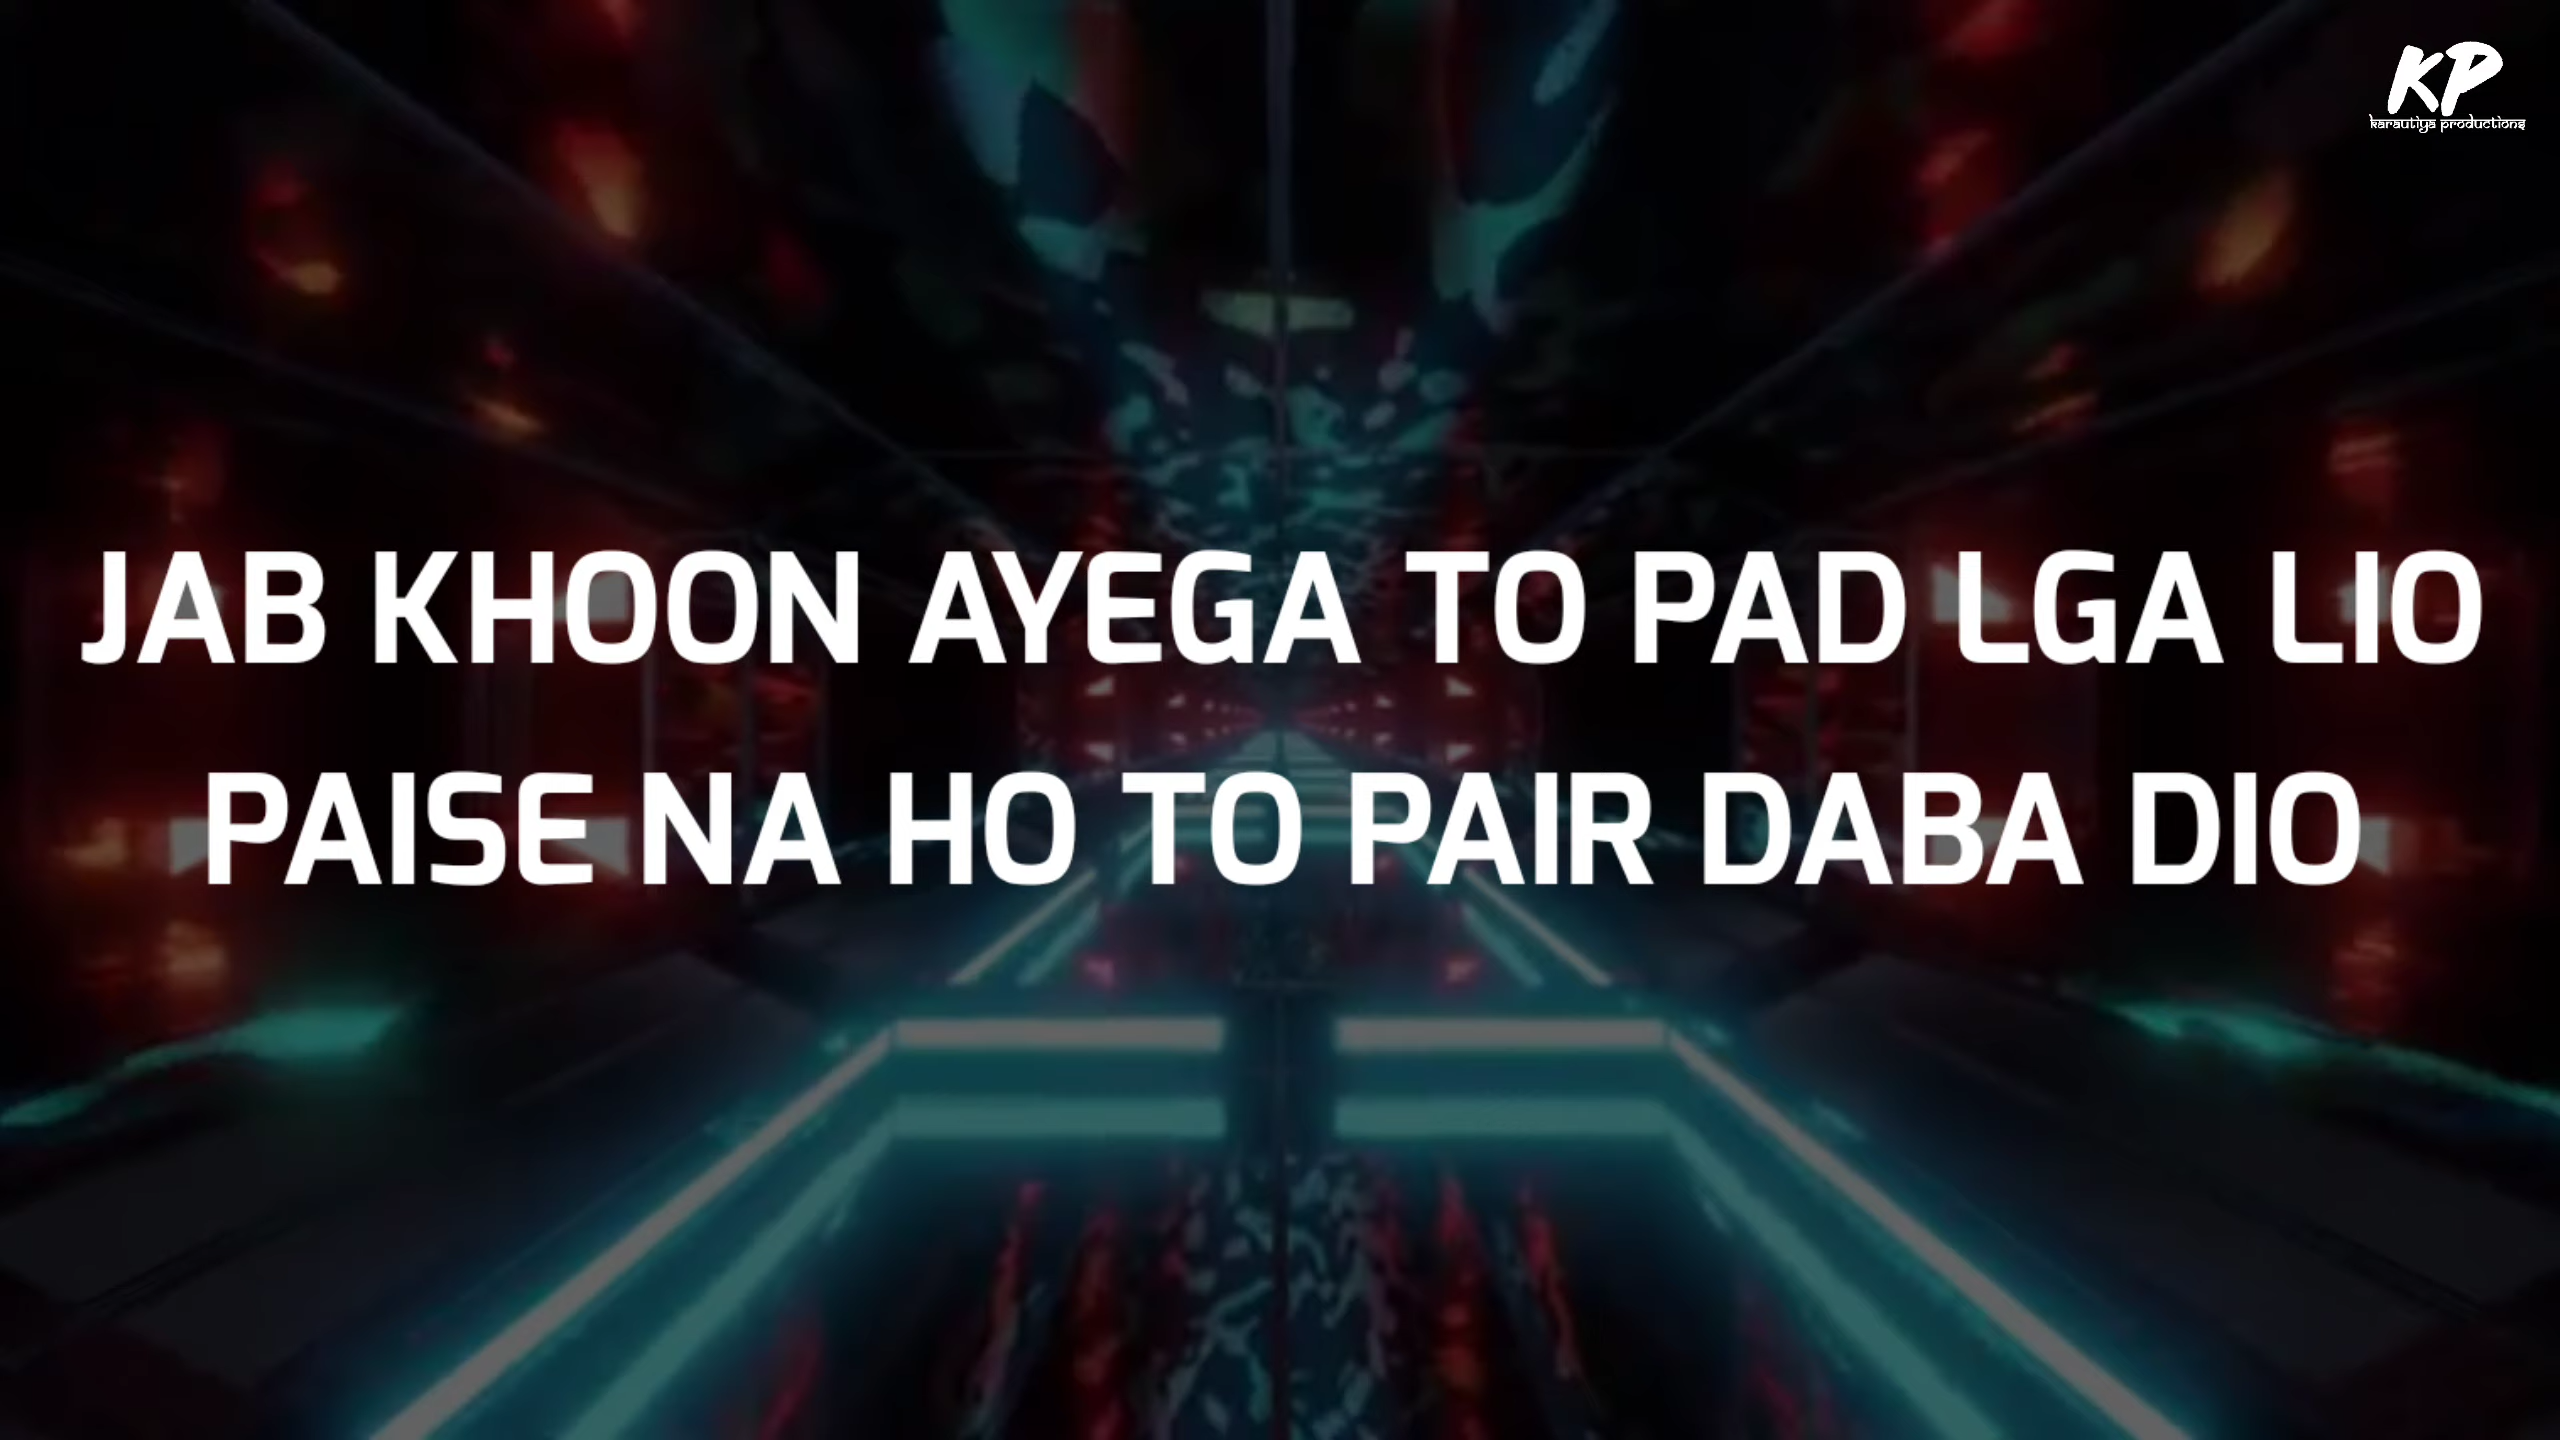 KP
karautiya productions
JAB KHOON AYEGA TO PAD LGA LIO
PAISE NA HO TO PAIR DABA DIO